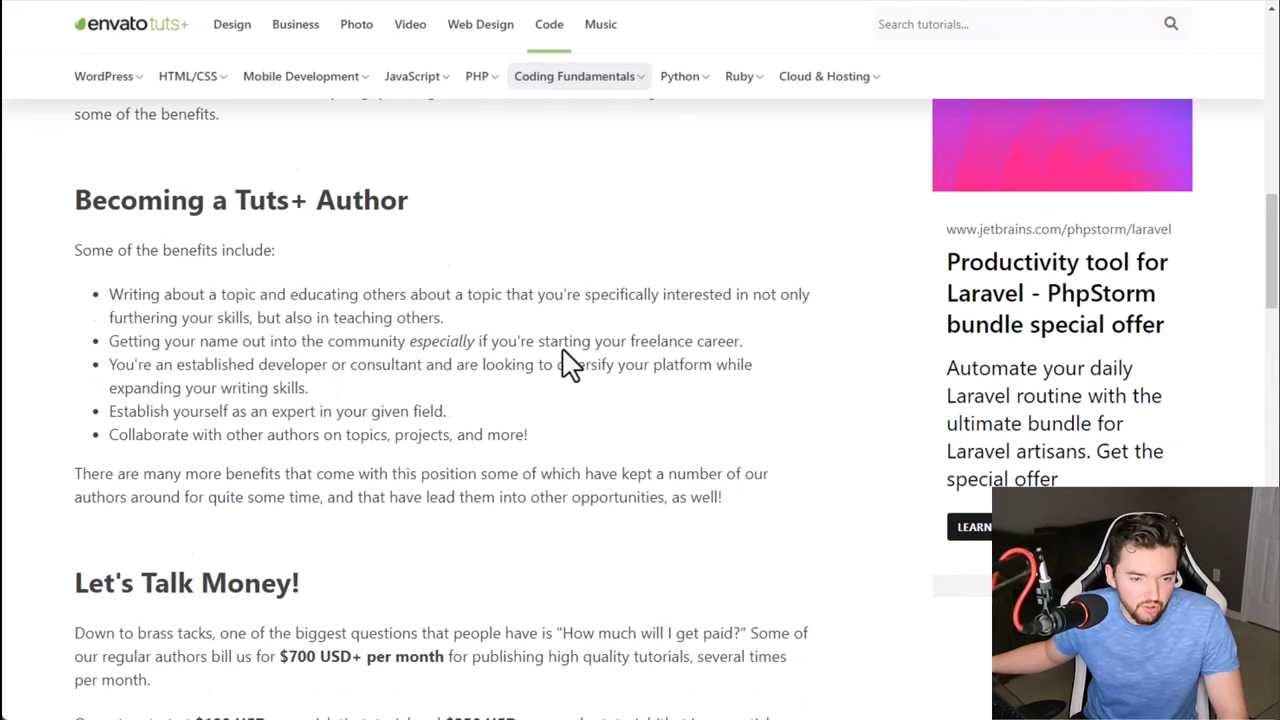 envato tuts+ Design Business Photo Video Web Design Code Music Search tutorials...
WordPress HTML/CSS Mobile Development JavaScript PHP Coding Fundamentals Python Ruby Cloud & Hosting
some of the benefits.
Becoming a Tuts+ Author
Some of the benefits include:
• Writing about a topic and educating others about a topic that you're specifically interested in not only
furthering your skills, but also in teaching others.
• Getting your name out into the community especially if you're starting your freelance career.
• You're an established developer or consultant and are looking to diversify your platform while
expanding your writing skills.
• Establish yourself as an expert in your given field.
• Collaborate with other authors on topics, projects, and more!
There are many more benefits that come with this position some of which have kept a number of our
authors around for quite some time, and that have lead them into other opportunities, as well!
Let's Talk Money!
Down to brass tacks, one of the biggest questions that people have is "How much will I get paid?" Some of
our regular authors bill us for $700 USD+ per month for publishing high quality tutorials, several times
per month.
www.jetbrains.com/phpstorm/laravel
Productivity tool for
Laravel - PhpStorm
bundle special offer
Automate your daily
Laravel routine with the
ultimate bundle for
Laravel artisans. Get the
special offer
LEARN